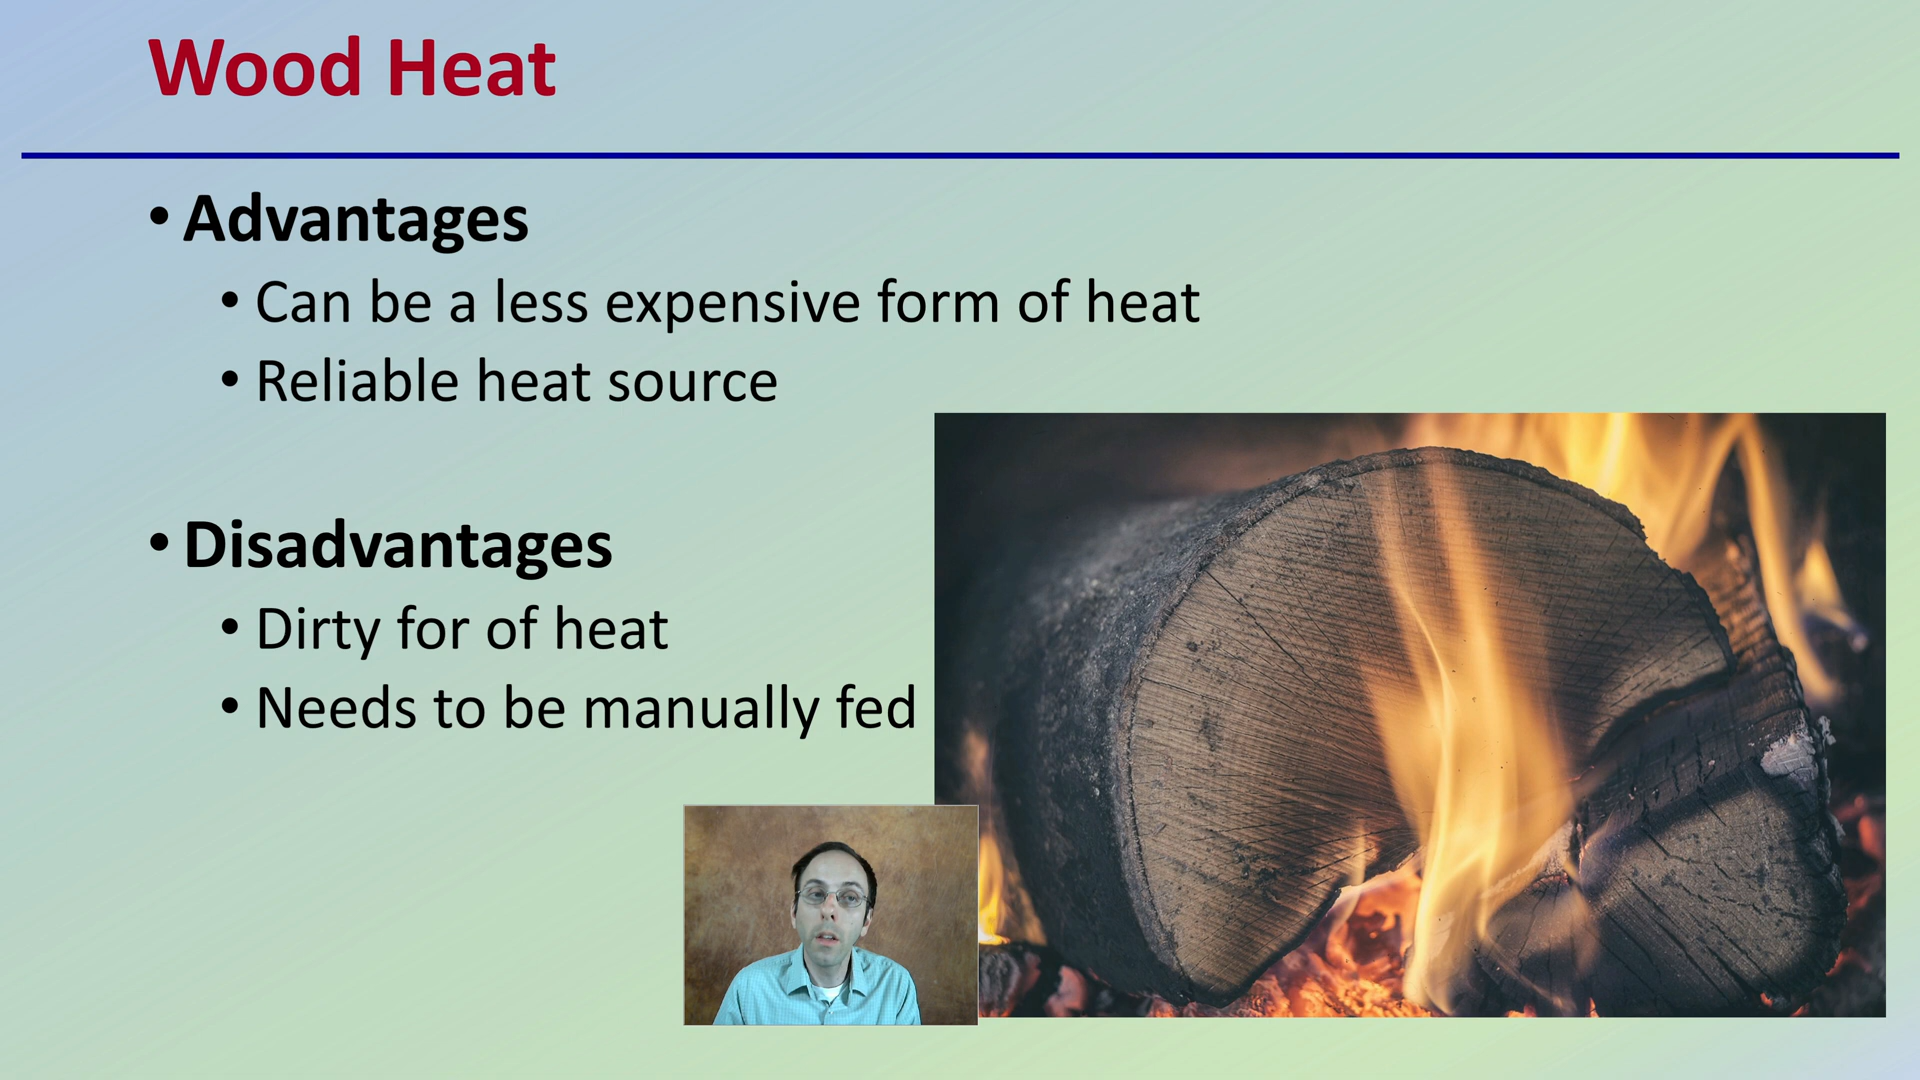 Wood Heat
• Advantages
• Can be a less expensive form of heat
• Reliable heat source
• Disadvantages
• Dirty for of heat
• Needs to be manually fed